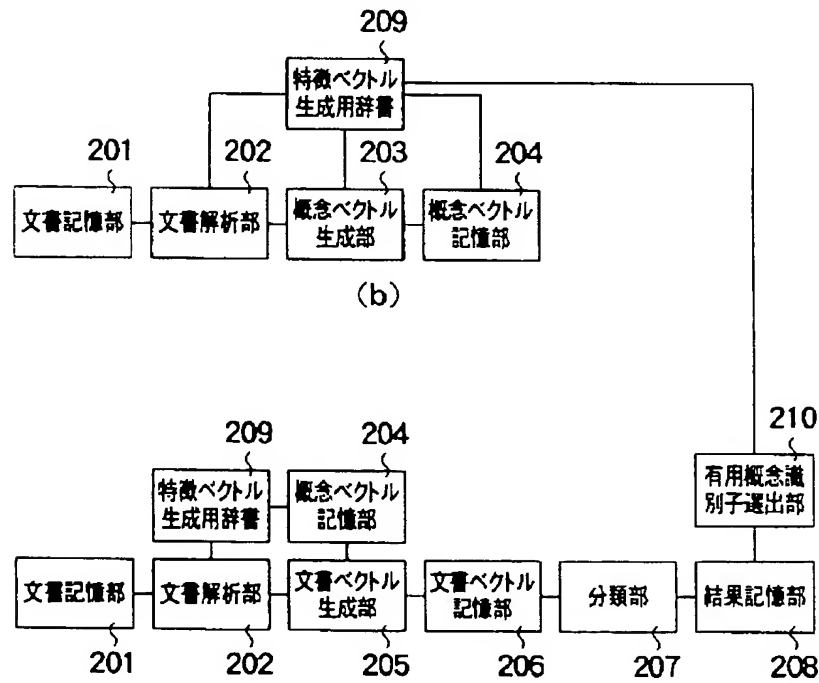 209
特徴ベクトル
生成用辞書
201
202
203
204
文書記憶部
文書解析部
概念ベクトル
生成部
概念ベクトル
記憶部
(b)
209
204
210
特徴ベクトル
生成用辞書
概念ベクトル
記憶部
有用概念識
別子選出部
文書記憶部
文書解析部
文書ベクトル
生成部
文書ベクトル
記憶部
分類部
結果記憶部
201
202
205
206
207
208